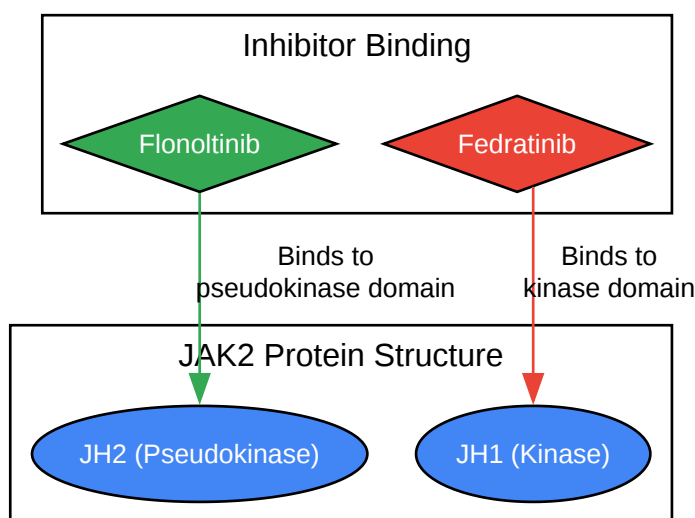 Inhibitor Binding
Flonoltinib
Fedratinib
Binds to
pseudokinase domain
Binds to
kinase domain
JAK2 Protein Structure
JH2 (Pseudokinase)
JH1 (Kinase)